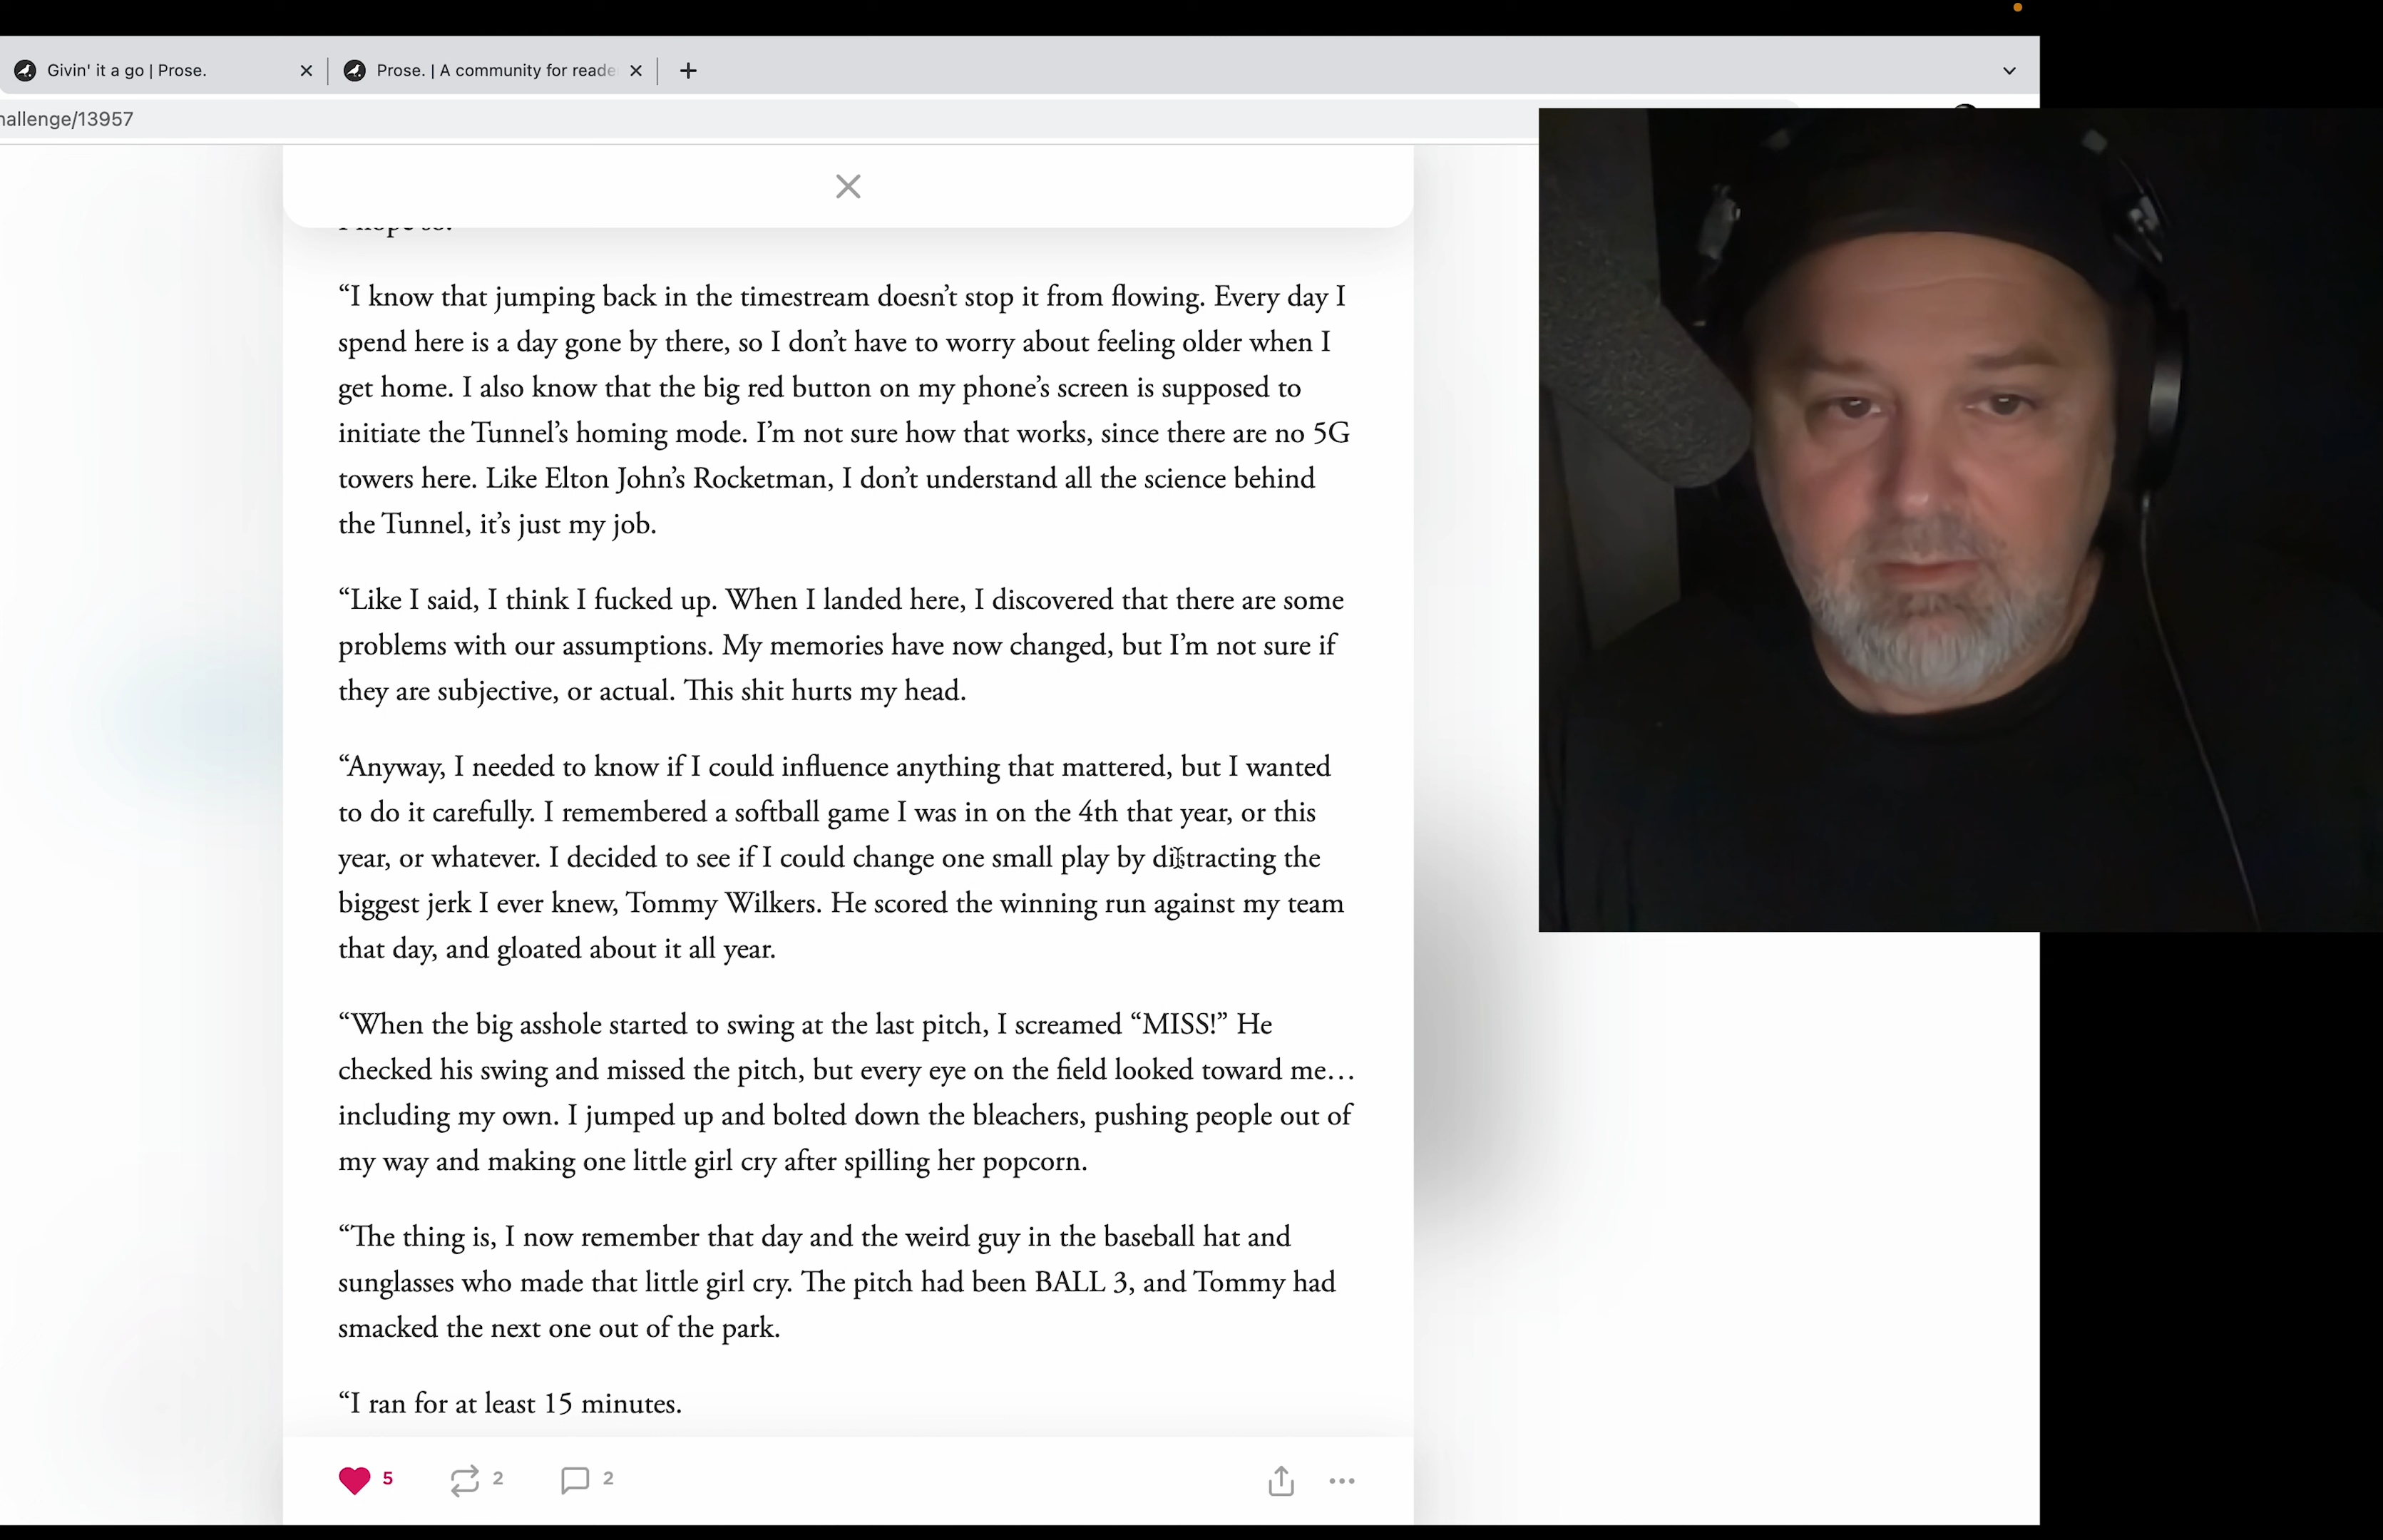 Givin' it a go | Prose.
Prose. | A community for reade
hallenge/13957
I hope so.
“I know that jumping back in the timestream doesn’t stop it from flowing. Every day I
spend here is a day gone by there, so I don’t have to worry about feeling older when I
get home. I also know that the big red button on my phone’s screen is supposed to
initiate the Tunnel’s homing mode. I’m not sure how that works, since there are no 5G
towers here. Like Elton John’s Rocketman, I don’t understand all the science behind
the Tunnel, it’s just my job.
“Like I said, I think I fucked up. When I landed here, I discovered that there are some
problems with our assumptions. My memories have now changed, but I’m not sure if
they are subjective, or actual. This shit hurts my head.
“Anyway, I needed to know if I could influence anything that mattered, but I wanted
to do it carefully. I remembered a softball game I was in on the 4th that year, or this
year, or whatever. I decided to see if I could change one small play by distracting the
biggest jerk I ever knew, Tommy Wilkers. He scored the winning run against my team
that day, and gloated about it all year.
“When the big asshole started to swing at the last pitch, I screamed “MISS!” He
checked his swing and missed the pitch, but every eye on the field looked toward me…
including my own. I jumped up and bolted down the bleachers, pushing people out of
my way and making one little girl cry after spilling her popcorn.
“The thing is, I now remember that day and the weird guy in the baseball hat and
sunglasses who made that little girl cry. The pitch had been BALL 3, and Tommy had
smacked the next one out of the park.
“I ran for at least 15 minutes.
5 2 2